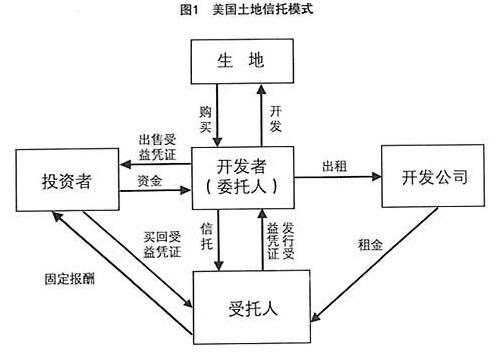 图1 美国土地信托模式
生 地
购
买
开
发
出售受
益凭证
投资者
资金
开发者
(委托人)
出租
开发公司
买回受
益凭证
信
托
发行受
益凭证
租金
固定报酬
受托人